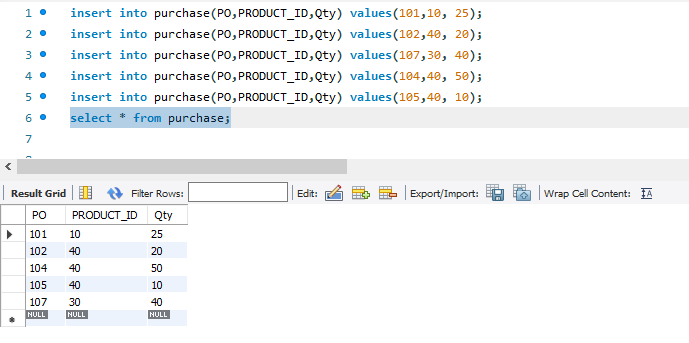 1 insert into purchase(PO,PRODUCT_ID,Qty) values(101,10, 25);
2 insert into purchase(PO,PRODUCT_ID,Qty) values(102,40, 20);
3 insert into purchase(PO,PRODUCT_ID,Qty) values(107,30, 40);
4 insert into purchase(PO,PRODUCT_ID,Qty) values(104,40, 50);
5 insert into purchase(PO,PRODUCT_ID,Qty) values(105,40, 10);
6 select * from purchase;
7
Result Grid Filter Rows: Edit: Export/Import: Wrap Cell Content: IA
PO PRODUCT_ID Qty
101 10 25
102 40 20
104 40 50
105 40 10
107 30 40
NULL NULL NULL